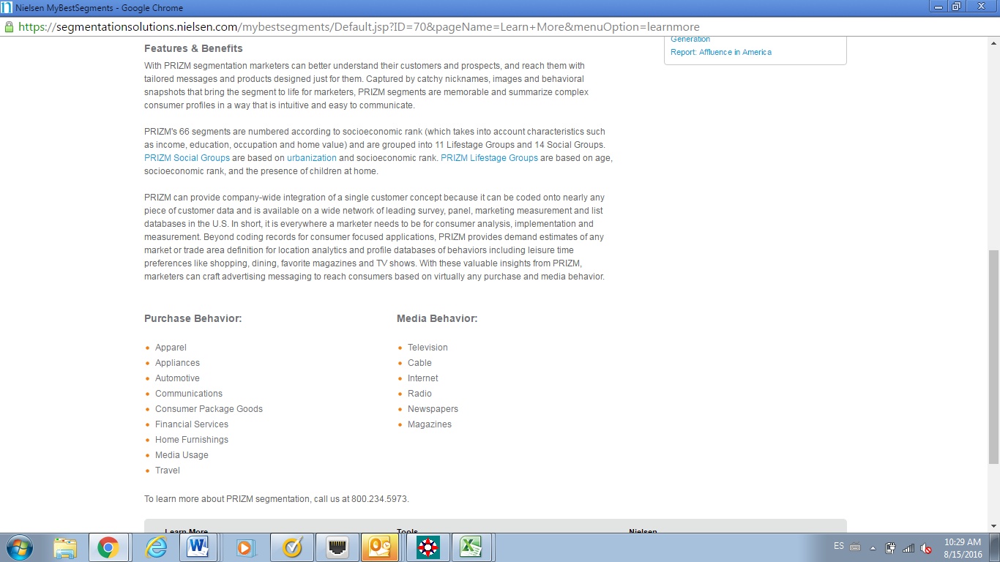 Nielsen MyBestSegments - Google Chrome
https://segmentationsolutions.nielsen.com/mybestsegments/Default.jsp?ID=70&pageName=Learn+More&menuOption=learnmore
Generation
Report: Affluence in America
Features & Benefits
With PRIZM segmentation marketers can better understand their customers and prospects, and reach them with
tailored messages and products designed just for them. Captured by catchy nicknames, images and behavioral
snapshots that bring the segment to life for marketers, PRIZM segments are memorable and summarize complex
consumer profiles in a way that is intuitive and easy to communicate.
PRIZM's 66 segments are numbered according to socioeconomic rank (which takes into account characteristics such
as income, education, occupation and home value) and are grouped into 11 Lifestage Groups and 14 Social Groups.
PRIZM Social Groups are based on urbanization and socioeconomic rank. PRIZM Lifestage Groups are based on age,
socioeconomic rank, and the presence of children at home.
PRIZM can provide company-wide integration of a single customer concept because it can be coded onto nearly any
piece of customer data and is available on a wide network of leading survey, panel, marketing measurement and list
databases in the U.S. In short, it is everywhere a marketer needs to be for consumer analysis, implementation and
measurement. Beyond coding records for consumer focused applications, PRIZM provides demand estimates of any
market or trade area definition for location analytics and profile databases of behaviors including leisure time
preferences like shopping, dining, favorite magazines and TV shows. With these valuable insights from PRIZM,
marketers can craft advertising messaging to reach consumers based on virtually any purchase and media behavior.
Purchase Behavior:
Apparel
Appliances
Automotive
Communications
Consumer Package Goods
Financial Services
Home Furnishings
Media Usage
Travel
Media Behavior:
Television
Cable
Internet
Radio
Newspapers
Magazines
To learn more about PRIZM segmentation, call us at 800.234.5973.
Learn More
Tools
Nielsen
ES
10:29 AM
8/15/2016